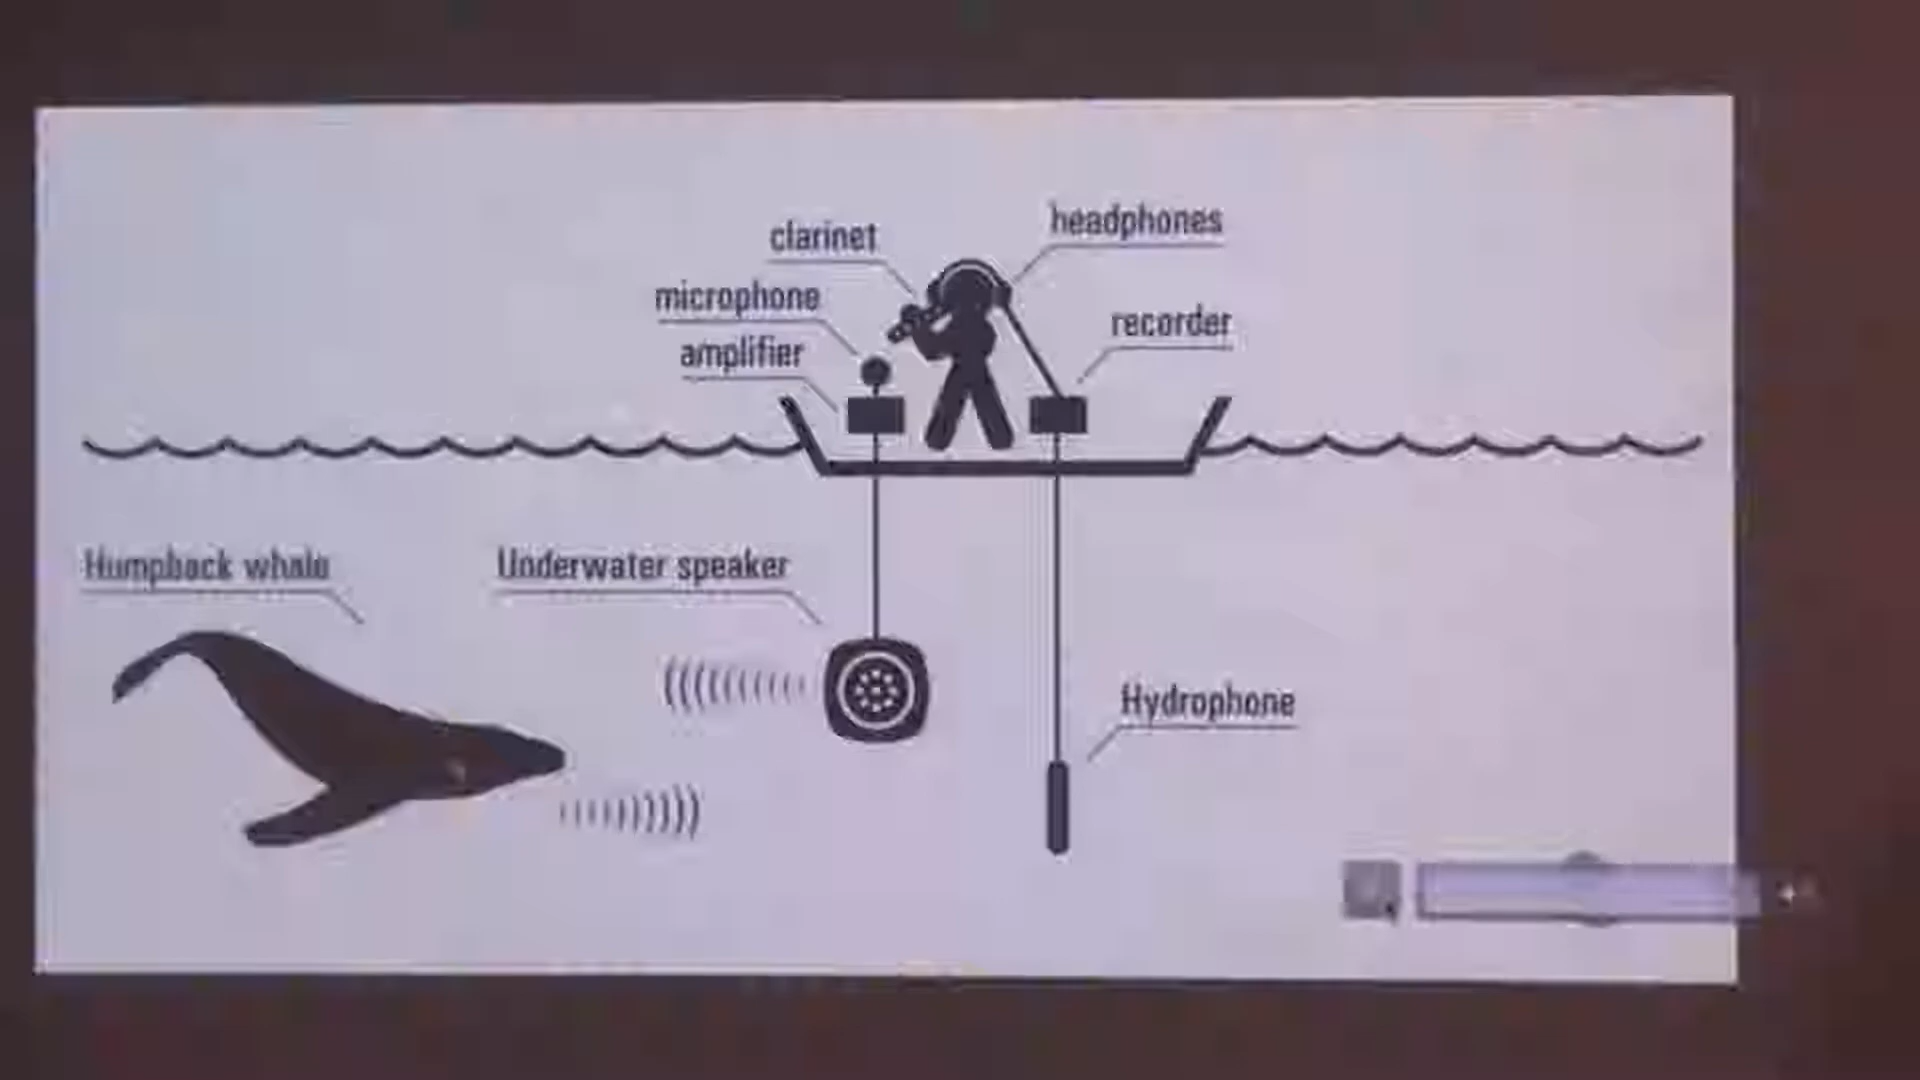 clarinet
headphones
microphone
recorder
amplifier
Humpback whale
Underwater speaker
Hydrophone